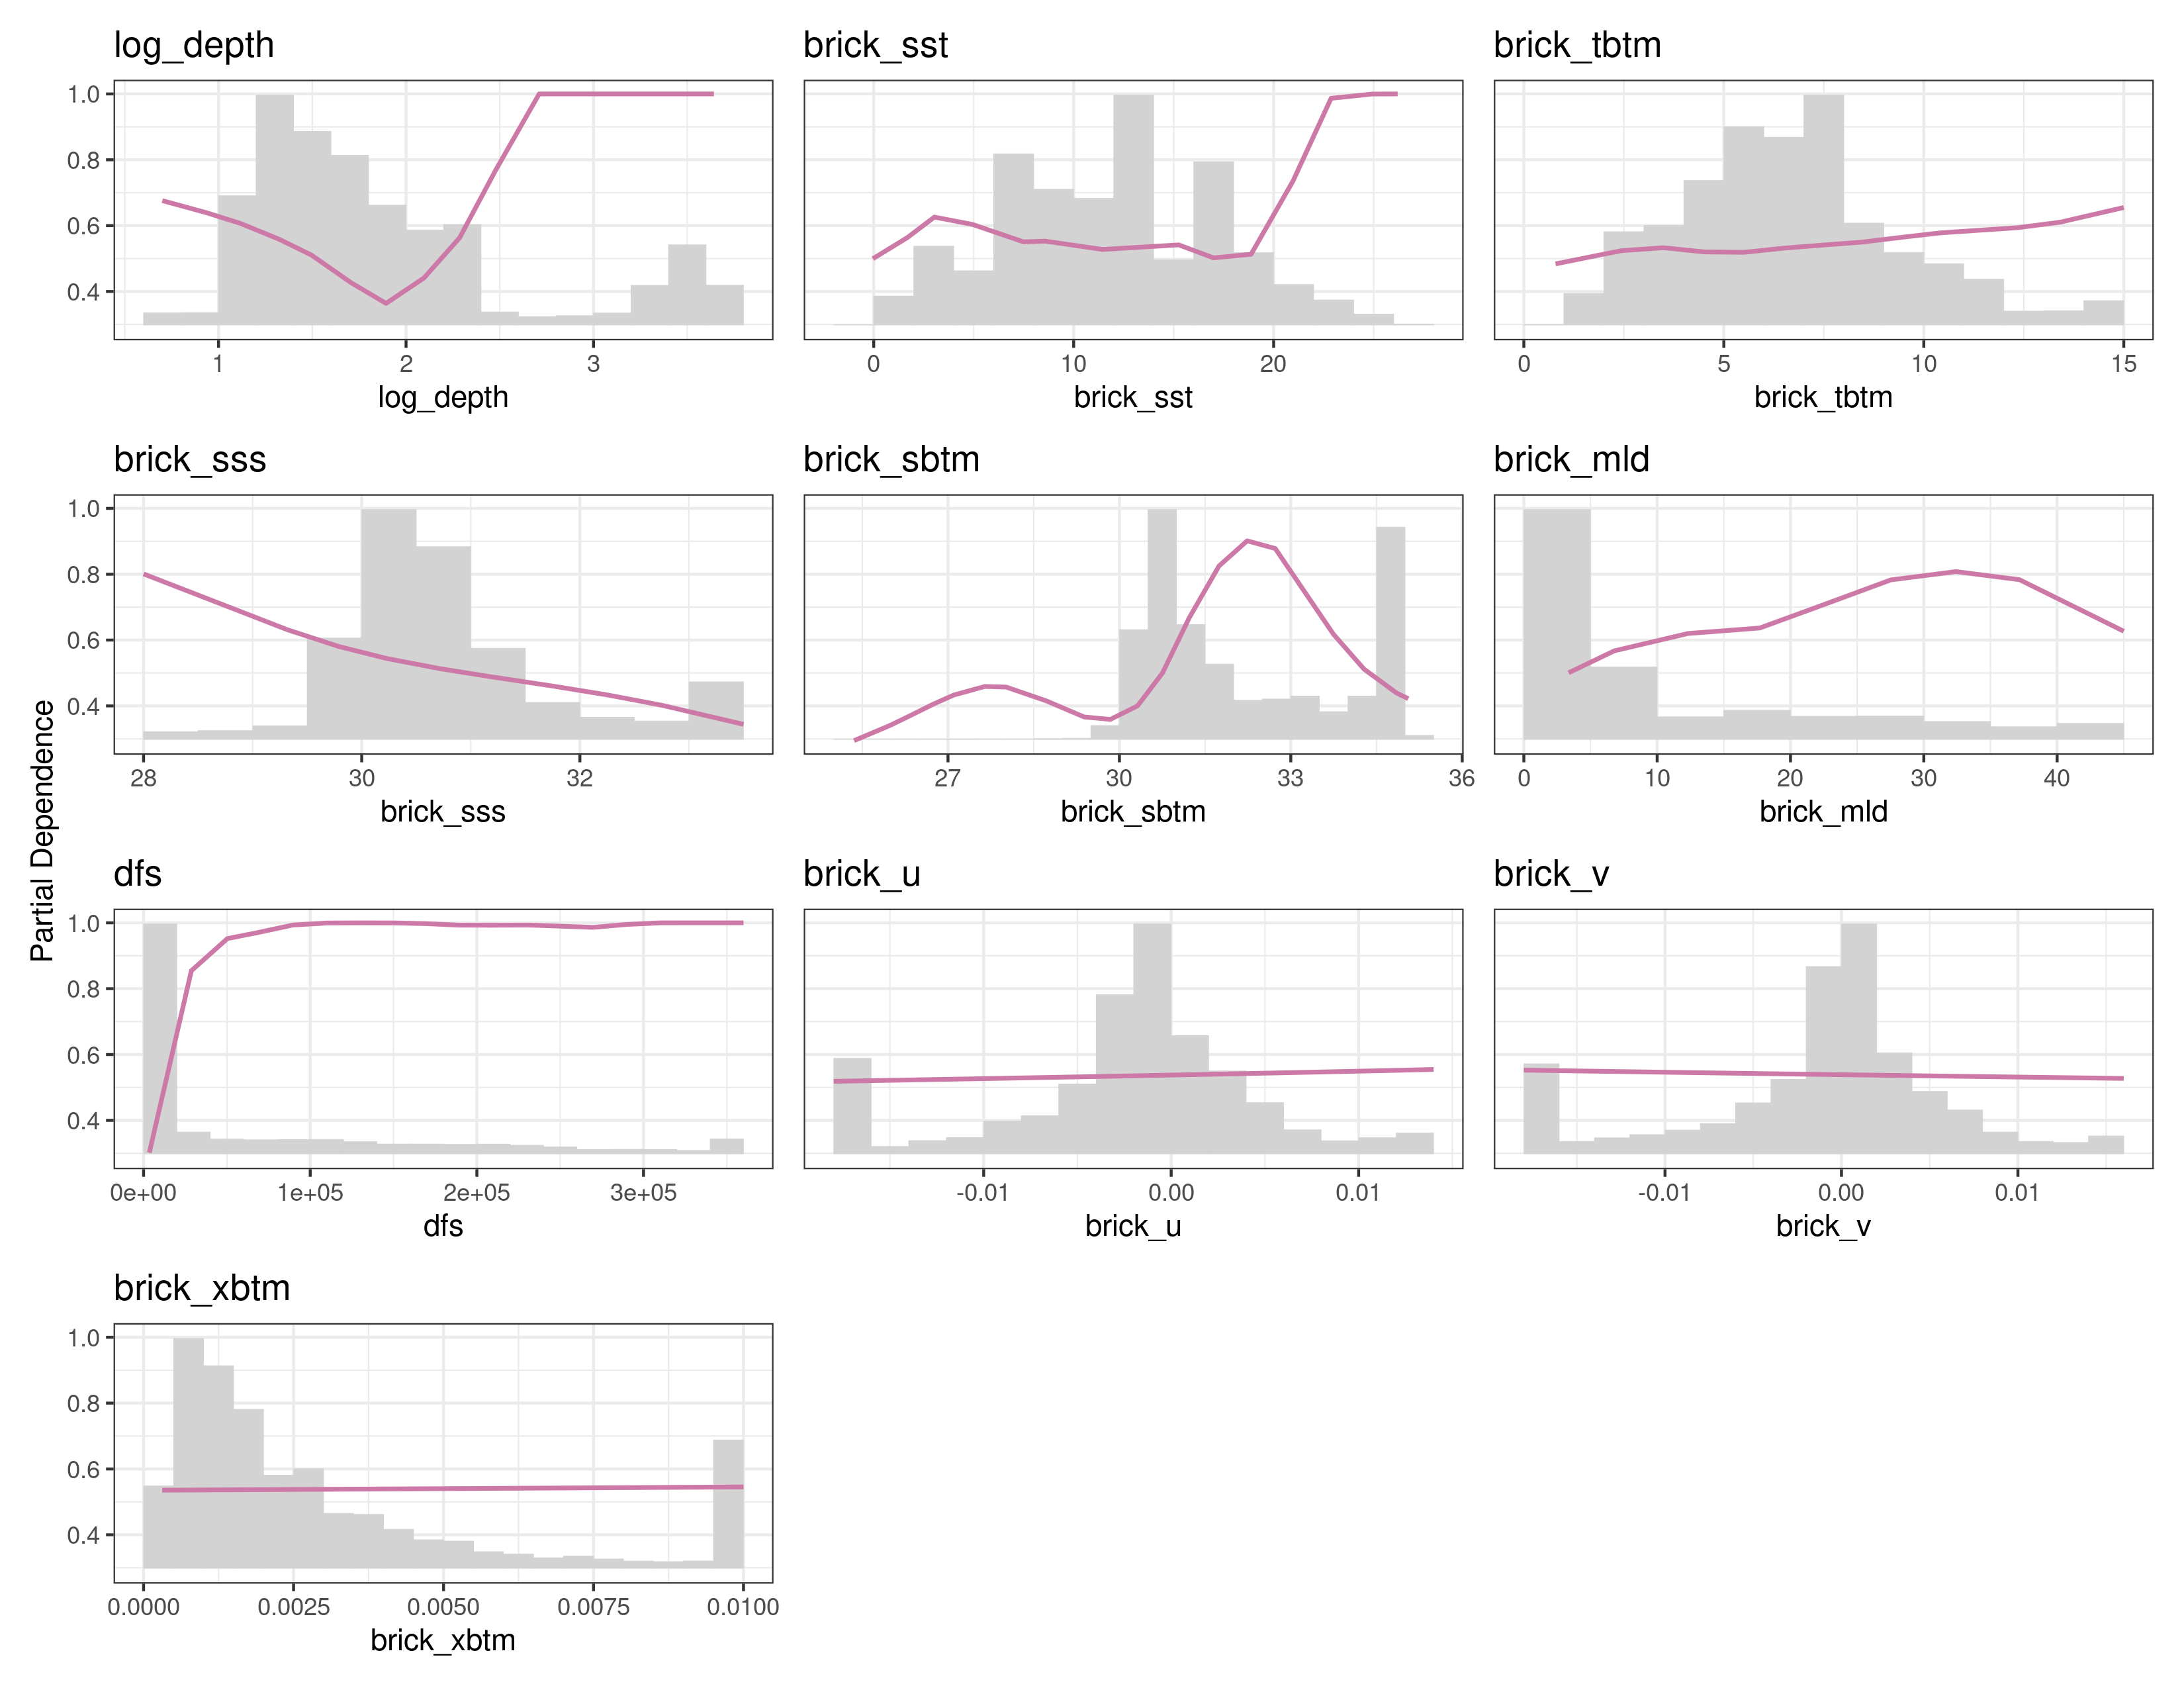 log_depth brick_sst brick_tbtm
1.0
0.8
0.6
0.4
1 2 3 0 10 20 0 5 10 15
log_depth brick_sst brick_tbtm
brick_sss brick_sbtm brick_mld
1.0
0.8
0.6
0.4
28 30 32 27 30 33 36 0 10 20 30 40
brick_sss brick_sbtm brick_mld
Partial Dependence
dfs brick_u brick_v
1.0
0.8
0.6
0.4
0e+00 1e+05 2e+05 3e+05 -0.01 0.00 0.01 -0.01 0.00 0.01
dfs brick_u brick_v
brick_xbtm
1.0
0.8
0.6
0.4
0.0000 0.0025 0.0050 0.0075 0.0100
brick_xbtm